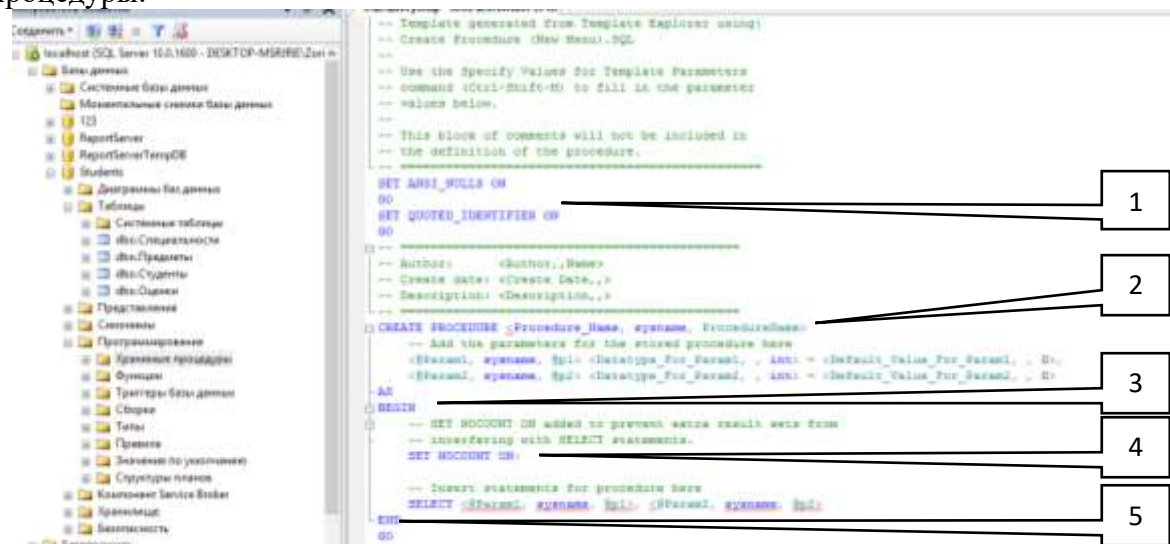 процедуры.
Соединить
localhost (SQL Server 10.0.1600 - DESKTOP-MSRJRIE\Zori
Базы данных
Системные базы данных
Моментальные снимки базы данных
123
ReportServer
ReportServerTempDB
Students
Диаграммы баз данных
Таблицы
Системные таблицы
dbo.Специальности
dbo.Предметы
dbo.Студенты
dbo.Оценки
Представления
Синонимы
Программирование
Хранимые процедуры
Функции
Триггеры базы данных
Сборки
Типы
Правила
Значения по умолчанию
Структуры планов
Компонент Service Broker
Хранилище
Безопасность
-- Template generated from Template Explorer using:
-- Create Procedure (New Menu).SQL
--
-- Use the Specify Values for Template Parameters
-- command (Ctrl-Shift-M) to fill in the parameter
-- values below.
--
-- This block of comments will not be included in
-- the definition of the procedure.
-- ================================================
SET ANSI_NULLS ON
GO
SET QUOTED_IDENTIFIER ON
GO
-- =============================================
-- Author: <Author,,Name>
-- Create date: <Create Date,,>
-- Description: <Description,,>
-- =============================================
CREATE PROCEDURE <Procedure_Name, sysname, ProcedureName>
-- Add the parameters for the stored procedure here
<@Param1, sysname, @p1> <Datatype_For_Param1, , int> = <Default_Value_For_Param1, , 0>,
<@Param2, sysname, @p2> <Datatype_For_Param2, , int> = <Default_Value_For_Param2, , 0>
AS
BEGIN
-- SET NOCOUNT ON added to prevent extra result sets from
-- interfering with SELECT statements.
SET NOCOUNT ON;
-- Insert statements for procedure here
SELECT <@Param1, sysname, @p1>, <@Param2, sysname, @p2>
END
GO
1
2
3
4
5